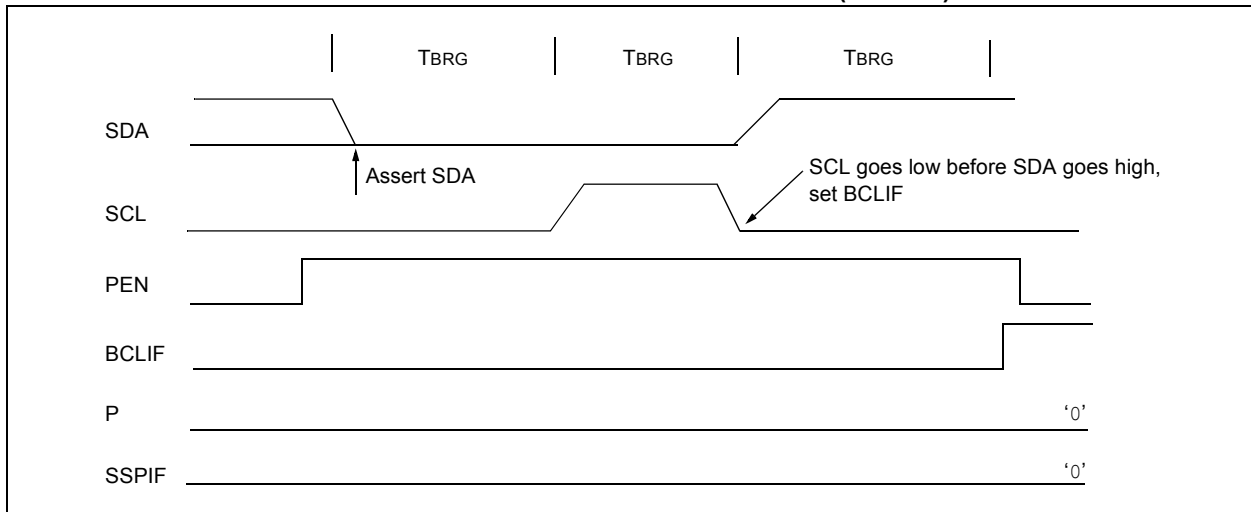 TBRG TBRG TBRG
SDA
Assert SDA
SCL goes low before SDA goes high,
set BCLIF
SCL
PEN
BCLIF
P
‘0’
SSPIF
‘0’